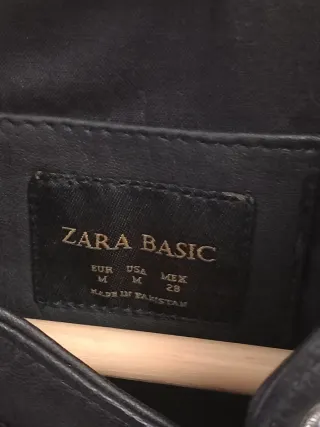 ZARA BASIC
EUR USA MEX
M M 28
MADE IN PAKISTAN